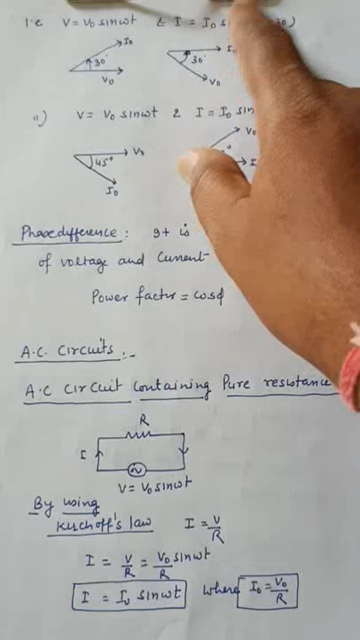 i.e V = V₀ sinωt & I = I₀
I₀
30°
V₀
I₀
30°
V₀
ii) V = V₀ sinωt & I = I₀ sin
V₀
45°
I₀
V₀
I
Phase difference : It is
of voltage and Current
Power factor = cosφ
A.C. Circuits :-
A.C Circuit Containing Pure resistance
R
I
V = V₀ sinωt
By using
Kirchoff's law I = V/R
I = V/R = V₀/R sinωt
I = I₀ sinωt where I₀ = V₀/R